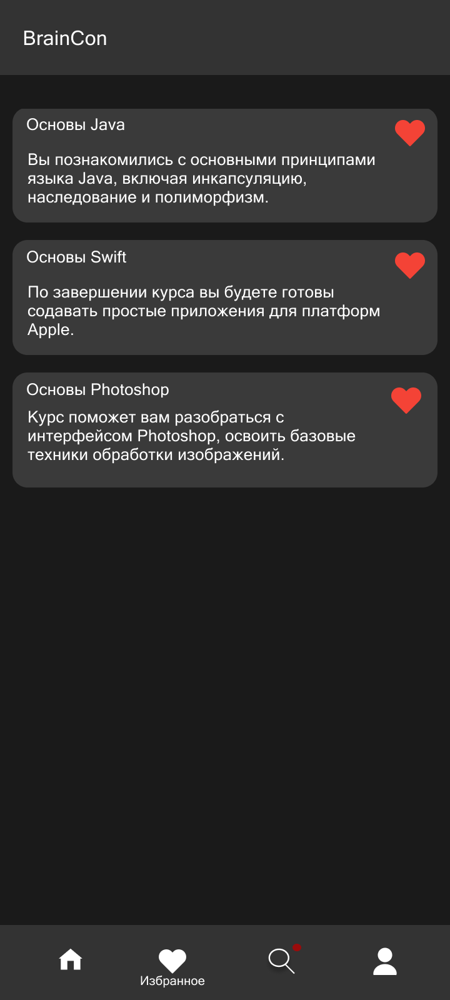 BrainCon
Основы Java
Вы познакомились с основными принципами
языка Java, включая инкапсуляцию,
наследование и полиморфизм.
Основы Swift
По завершении курса вы будете готовы
содавать простые приложения для платформ
Apple.
Основы Photoshop
Курс поможет вам разобраться с
интерфейсом Photoshop, освоить базовые
техники обработки изображений.
Избранное